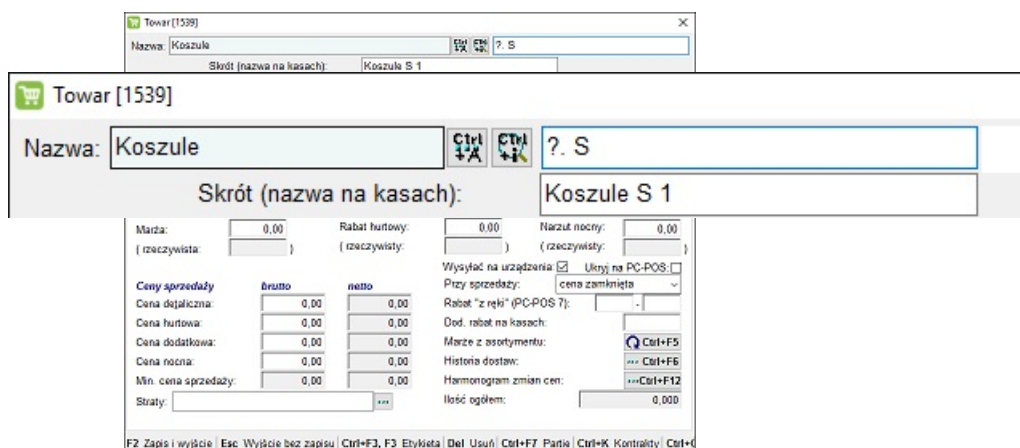 Towar [1539]
Nazwa: Koszule Ctrl +A Ctrl +K ?. S
Skrót (nazwa na kasach): Koszule S 1
Towar [1539]
Nazwa: Koszule Ctrl +A ?. S
Skrót (nazwa na kasach): Koszule S 1
Marża: 0,00 Rabat hurtowy: 0,00 Narzut nocny: 0,00
( rzeczywista: ) ( rzeczywisty: ) ( rzeczywisty: )
Wysyłać na urządzenia: Ukryj na PC-POS:
Ceny sprzedaży brutto netto Przy sprzedaży: cena zamknięta
Cena detaliczna: 0,00 0,00 Rabat "z ręki" (PC-POS 7): -
Cena hurtowa: 0,00 0,00 Dod. rabat na kasach:
Cena dodatkowa: 0,00 0,00 Marże z asortymentu: Ctrl+F5
Cena nocna: 0,00 0,00 Historia dostaw: ... Ctrl+F6
Min. cena sprzedaży: 0,00 0,00 Harmonogram zmian cen: ...Ctrl+F12
Straty: ... Ilość ogółem: 0,000
F2 Zapis i wyjście Esc Wyjście bez zapisu Ctrl+F3, F3 Etykieta Del Usuń Ctrl+F7 Partie Ctrl+K Kontrakty